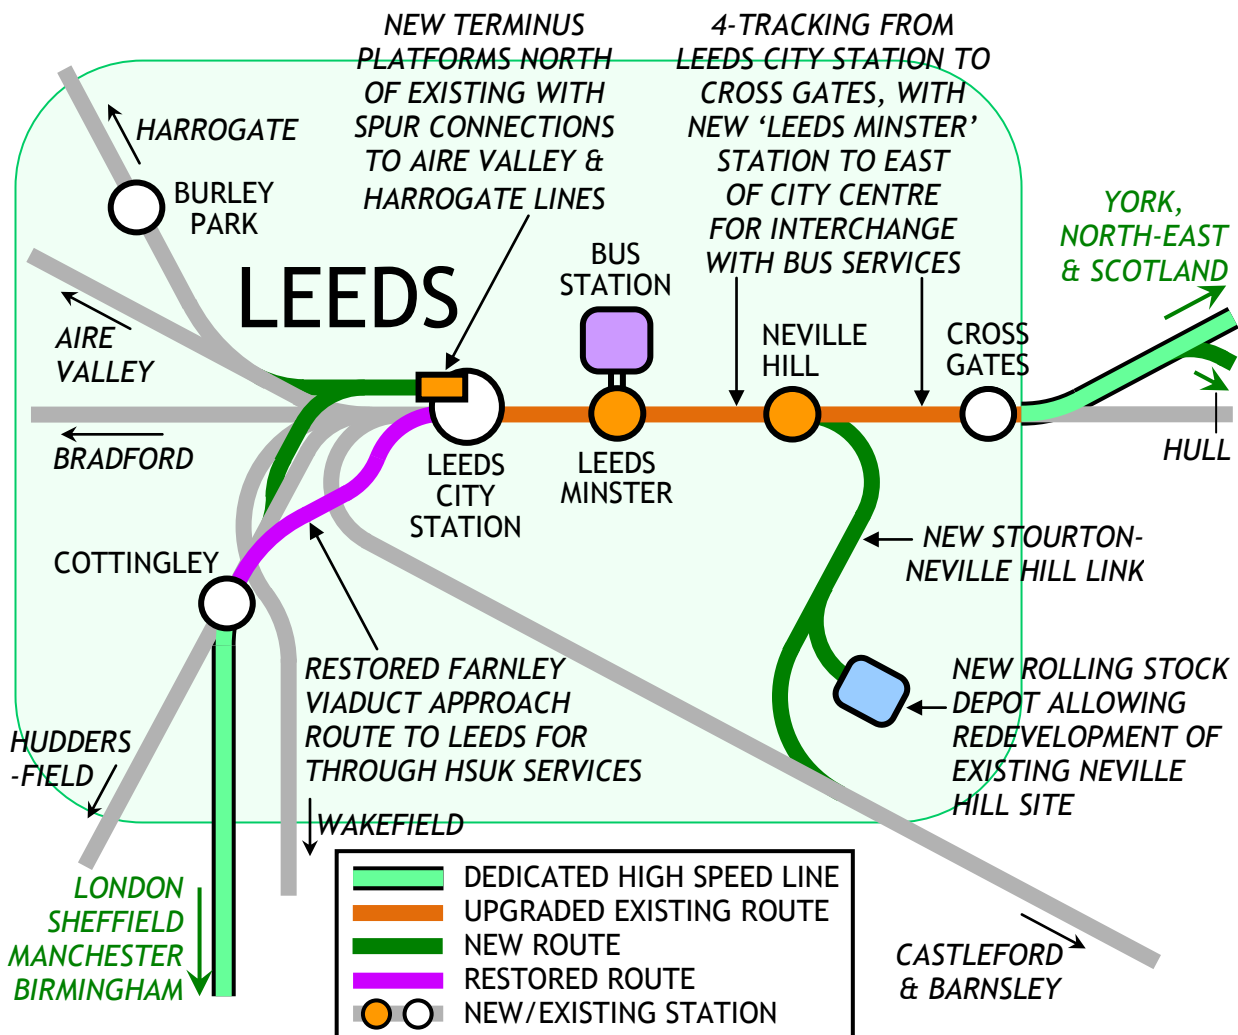 NEW TERMINUS
PLATFORMS NORTH
OF EXISTING WITH
SPUR CONNECTIONS
TO AIRE VALLEY &
HARROGATE LINES
4-TRACKING FROM
LEEDS CITY STATION TO
CROSS GATES, WITH
NEW ‘LEEDS MINSTER’
STATION TO EAST
OF CITY CENTRE
FOR INTERCHANGE
WITH BUS SERVICES
HARROGATE
BURLEY
PARK
YORK,
NORTH-EAST
& SCOTLAND
LEEDS
BUS
STATION
AIRE
VALLEY
NEVILLE
HILL
CROSS
GATES
BRADFORD
HULL
LEEDS
CITY
STATION
LEEDS
MINSTER
COTTINGLEY
NEW STOURTON-
NEVILLE HILL LINK
RESTORED FARNLEY
VIADUCT APPROACH
ROUTE TO LEEDS FOR
THROUGH HSUK SERVICES
NEW ROLLING STOCK
DEPOT ALLOWING
REDEVELOPMENT OF
EXISTING NEVILLE
HILL SITE
HUDDERS
-FIELD
WAKEFIELD
LONDON
SHEFFIELD
MANCHESTER
BIRMINGHAM
CASTLEFORD
& BARNSLEY
DEDICATED HIGH SPEED LINE
UPGRADED EXISTING ROUTE
NEW ROUTE
RESTORED ROUTE
NEW/EXISTING STATION